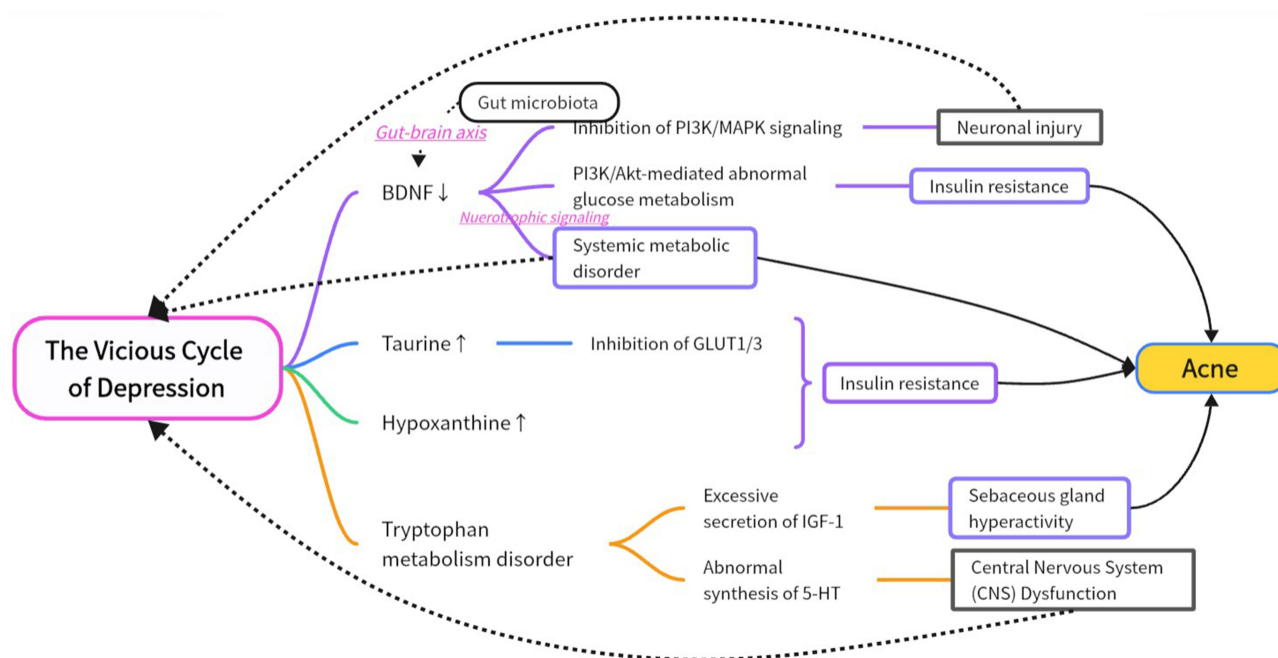 Gut microbiota
Gut-brain axis
Inhibition of PI3K/MAPK signaling
Neuronal injury
BDNF↓
PI3K/Akt-mediated abnormal
glucose metabolism
Insulin resistance
Nuerotrophic signaling
Systemic metabolic
disorder
The Vicious Cycle
of Depression
Taurine↑
Inhibition of GLUT1/3
Insulin resistance
Acne
Hypoxanthine↑
Tryptophan
metabolism disorder
Excessive
secretion of IGF-1
Sebaceous gland
hyperactivity
Abnormal
synthesis of 5-HT
Central Nervous System
(CNS) Dysfunction